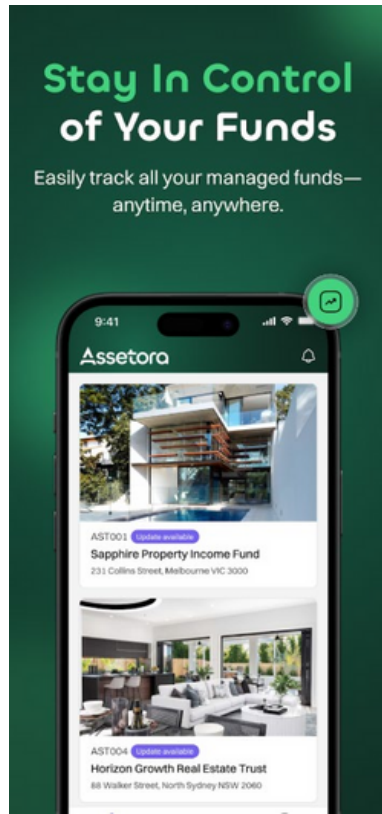 Stay In Control
of Your Funds
Easily track all your managed funds—
anytime, anywhere.
9:41
Assetora
AST001 Update available
Sapphire Property Income Fund
231 Collins Street, Melbourne VIC 3000
AST004 Update available
Horizon Growth Real Estate Trust
88 Walker Street, North Sydney NSW 2060